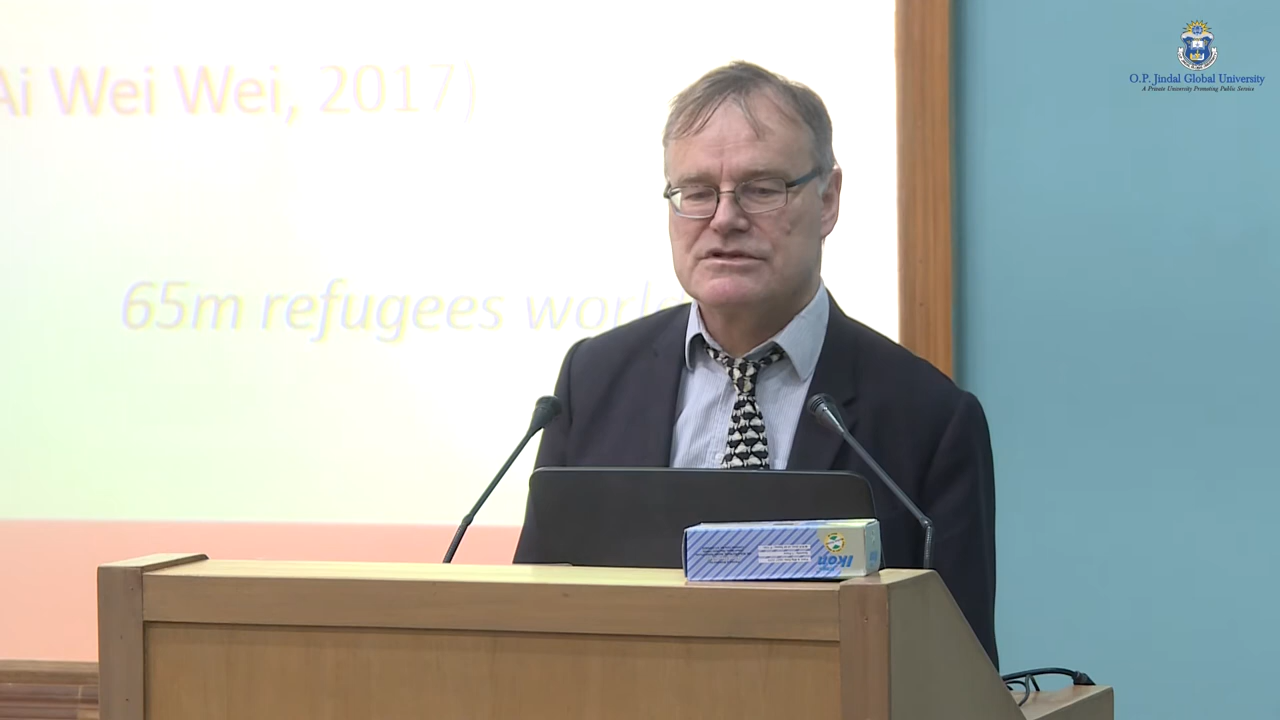 Ai Wei Wei, 2017)
65m refugees world
O.P. Jindal Global University
A Private University Promoting Public Service
Ikon